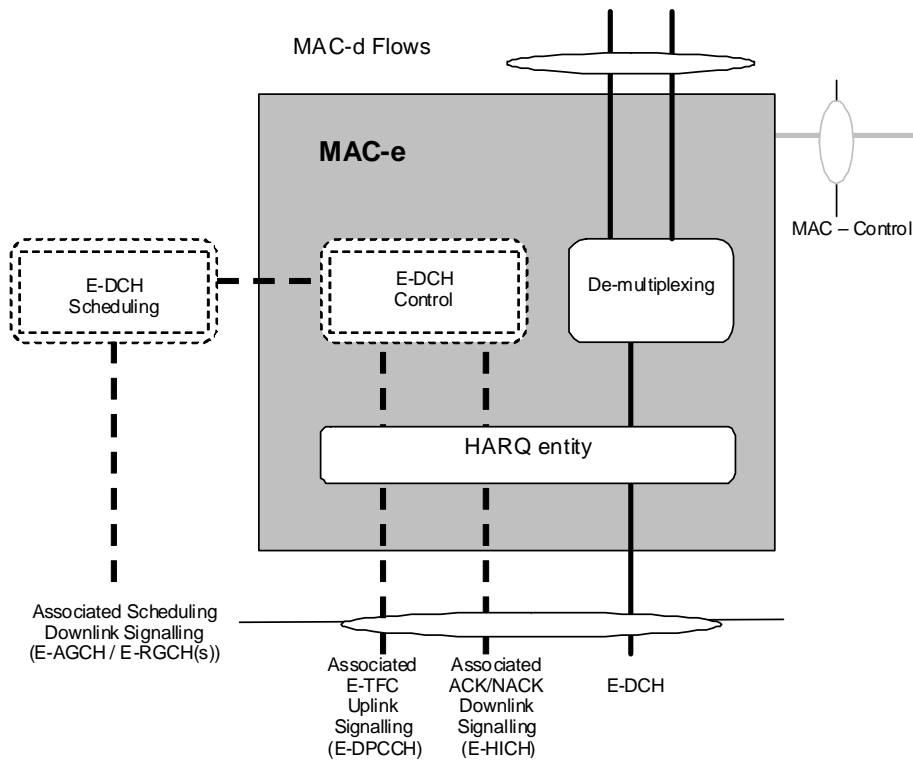 MAC-d Flows
MAC-e
MAC – Control
E-DCH
Scheduling
E-DCH
Control
De-multiplexing
HARQ entity
Associated Scheduling
Downlink Signalling
(E-AGCH / E-RGCH(s))
Associated
E-TFC
Uplink
Signalling
(E-DPCCH)
Associated
ACK/NACK
Downlink
Signalling
(E-HICH)
E-DCH